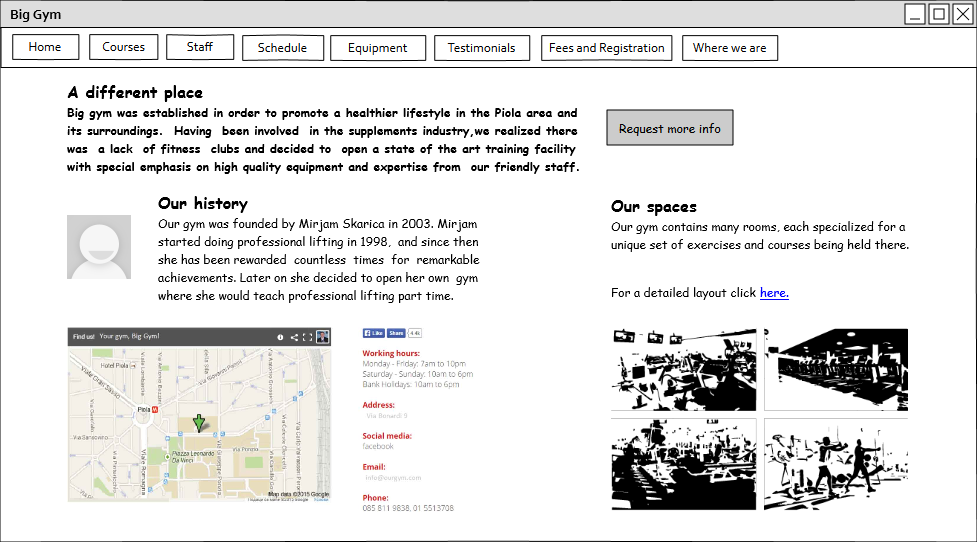 Big Gym
Home
Courses
Staff
Schedule
Equipment
Testimonials
Fees and Registration
Where we are
A different place
Big gym was established in order to promote a healthier lifestyle in the Piola area and
its surroundings. Having been involved in the supplements industry,we realized there
was a lack of fitness clubs and decided to open a state of the art training facility
with special emphasis on high quality equipment and expertise from our friendly staff.
Request more info
Our history
Our gym was founded by Mirjam Skarica in 2003. Mirjam
started doing professional lifting in 1998, and since then
she has been rewarded countless times for remarkable
achievements. Later on she decided to open her own gym
where she would teach professional lifting part time.
Our spaces
Our gym contains many rooms, each specialized for a
unique set of exercises and courses being held there.
For a detailed layout click here.
Find us! Your gym, Big Gym!
Hotel Piola
Piola M
Via Sansovino
Piazza Leonardo
Da Vinci
Via Ponzio
Viale Romagna
Map data ©2015 Google
Like Share 4.4k
Working hours:
Monday - Friday: 7am to 10pm
Saturday - Sunday: 10am to 6pm
Bank Holidays: 10am to 6pm
Address:
Via Bonardi 9
Social media:
facebook
Email:
info@ourgym.com
Phone:
085 811 9838, 01 5513708